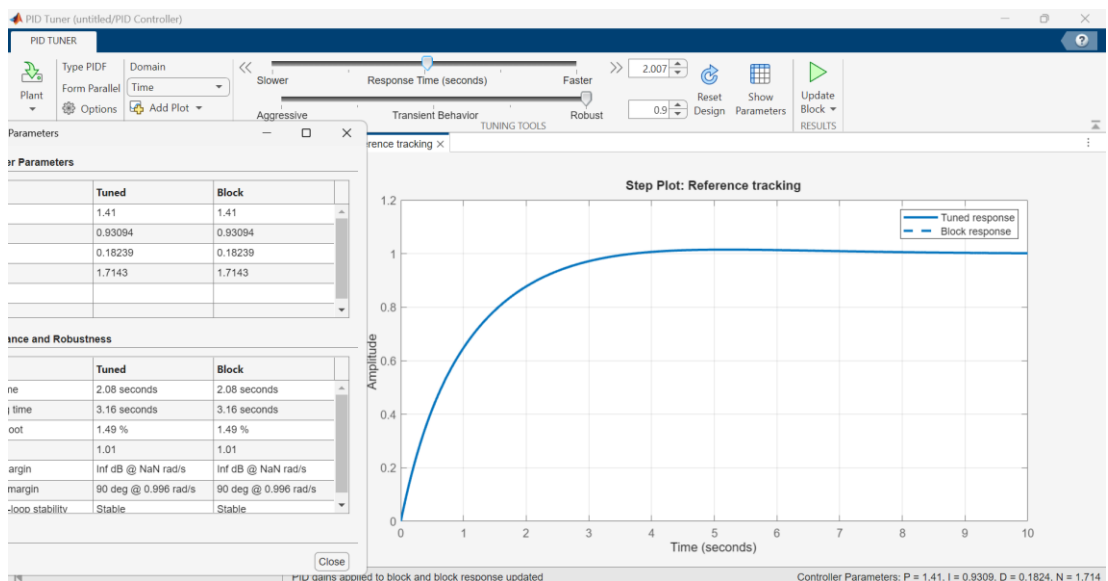 PID Tuner (untitled/PID Controller)
PID TUNER
Plant
Type PIDF
Form Parallel
Options
Domain
Time
Add Plot
Slower
Response Time (seconds)
Faster
2.007
Aggressive
Transient Behavior
Robust
0.9
Reset
Design
Show
Parameters
Update
Block
TUNING TOOLS
RESULTS
Parameters
er Parameters
Tuned Block
1.41 1.41
0.93094 0.93094
0.18239 0.18239
1.7143 1.7143
ance and Robustness
Tuned Block
me 2.08 seconds 2.08 seconds
time 3.16 seconds 3.16 seconds
oot 1.49 % 1.49 %
1.01 1.01
argin Inf dB @ NaN rad/s Inf dB @ NaN rad/s
margin 90 deg @ 0.996 rad/s 90 deg @ 0.996 rad/s
-loop stability Stable Stable
Close
erence tracking
Step Plot: Reference tracking
Tuned response
Block response
Amplitude
1.2
1
0.8
0.6
0.4
0.2
0
0 1 2 3 4 5 6 7 8 9 10
Time (seconds)
PID gains applied to block and block response updated
Controller Parameters: P = 1.41, I = 0.9309, D = 0.1824, N = 1.714